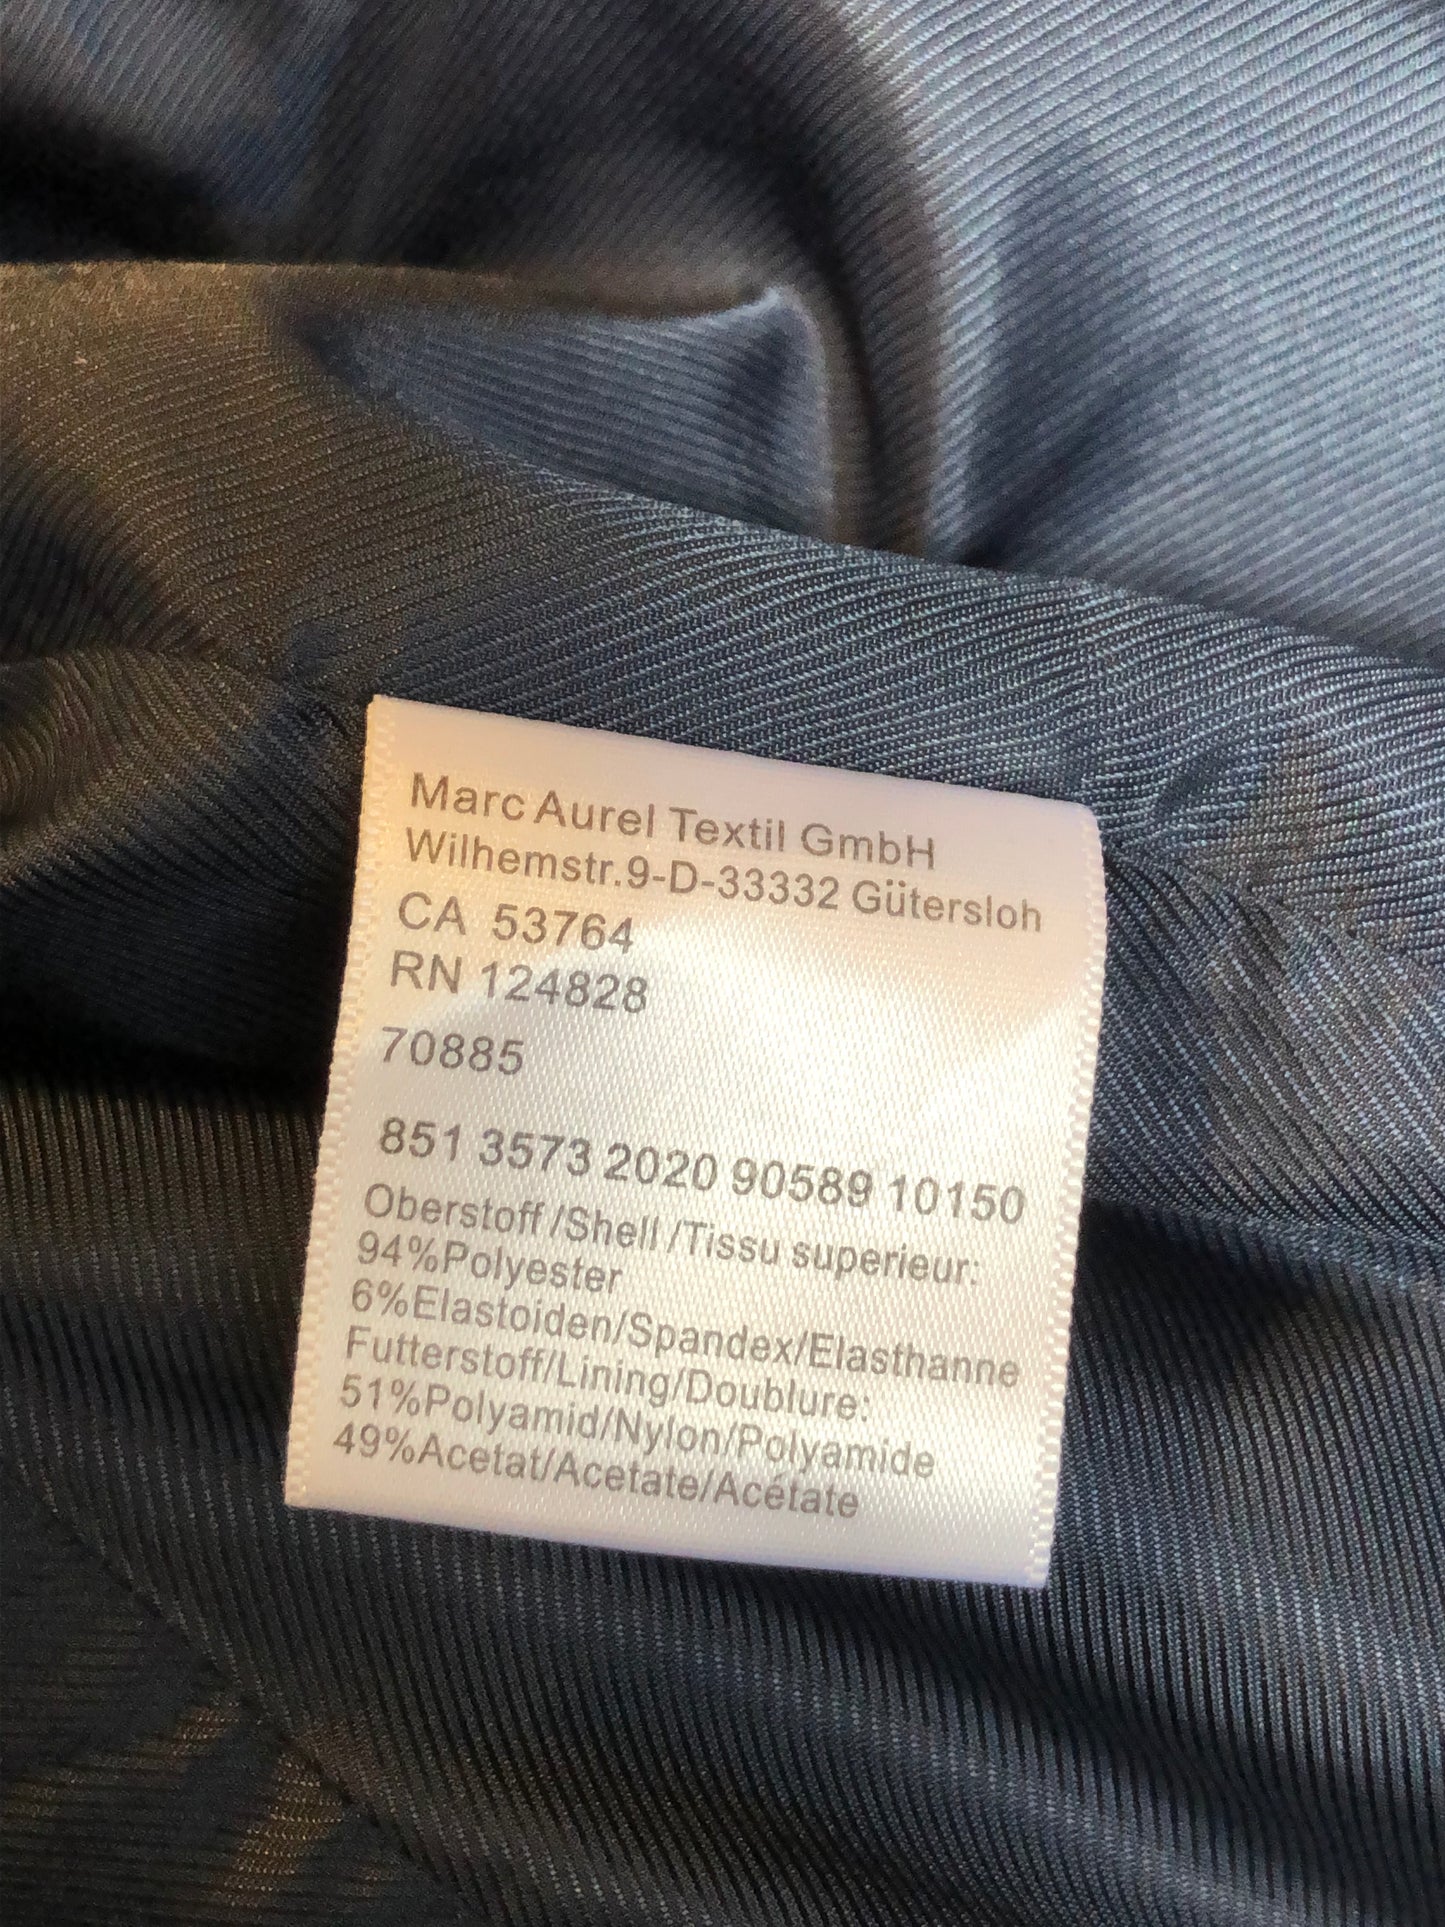 Marc Aurel Textil GmbH
Wilhemstr.9-D-33332 Gütersloh
CA 53764
RN 124828
70885
851 3573 2020 90589 10150
Oberstoff/Shell/Tissu superieur:
94%Polyester
6%Elastoiden/Spandex/Elasthanne
Futterstoff/Lining/Doublure:
51%Polyamid/Nylon/Polyamide
49%Acetat/Acetate/Acétate